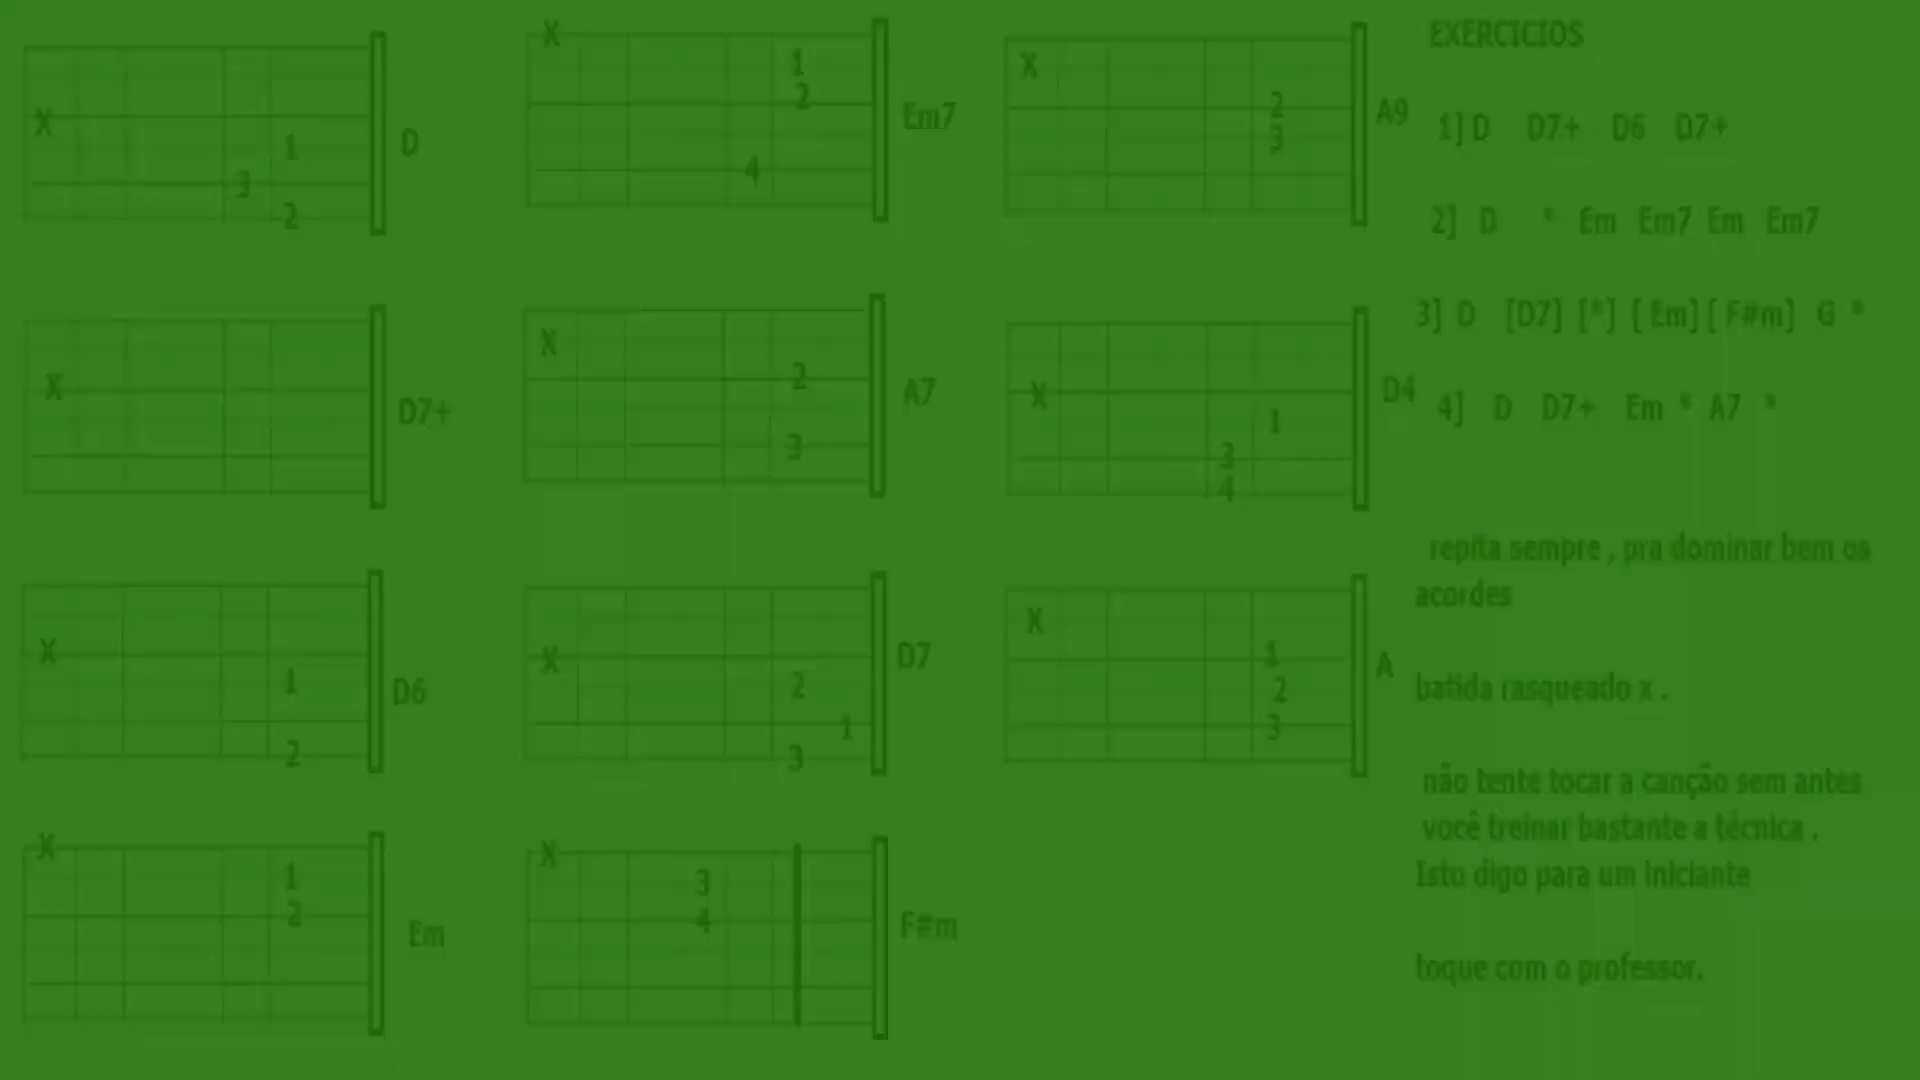 X
1
3
2
D
X
1
2
4
Em7
X
2
3
A9
X
D7+
X
2
3
A7
X
1
3
4
D4
X
1
2
D6
X
2
1
3
D7
X
1
2
3
A
X
1
2
Em
X
3
4
F#m
EXERCICIOS
1] D D7+ D6 D7+
2] D * Em Em7 Em Em7
3] D [D7] [*] [ Em] [ F#m] G *
4] D D7+ Em * A7 *
repita sempre , pra dominar bem os
acordes
batida rasqueado x .
não tente tocar a canção sem antes
você treinar bastante a técnica .
Isto digo para um iniciante
toque com o professor.